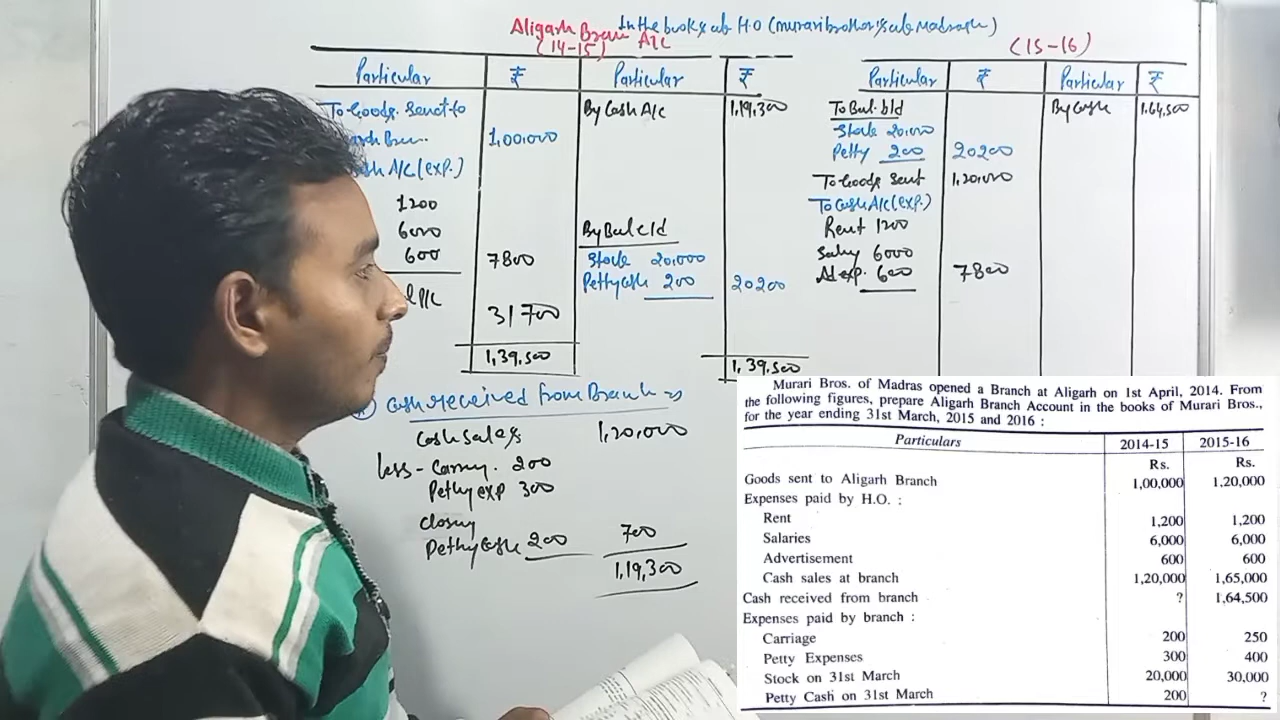 In the book sub H.O (murari brothers sub Madrash)
Aligarh Bran A/c
(14-15)
(15-16)
Particular ₹ Particular ₹
Particular ₹ Particular ₹
To Goods. senct to By Cash A/c 1,19,300
1,00,000
A/c (exp.)
1200
6000
600 7800
By Bal c/d
Stock 20,000
Petty cash 200 20200
P/L
31700
1,39,500 1,39,500
To Bal. b/d By Cash 1,64,500
Stock 20,000
Petty 200 20200
To Goods sent 1,20,000
To Cash A/c (exp.)
Rent 1200
Salry 6000
Ad exp. 600 7800
cash received from Branch
Cash Sales 1,20,000
less - Carry. 200
Petty exp 300
closing
Petty Cash 200 700
1,19,300
Murari Bros. of Madras opened a Branch at Aligarh on 1st April, 2014. From
the following figures, prepare Aligarh Branch Account in the books of Murari Bros.,
for the year ending 31st March, 2015 and 2016 :
Particulars 2014-15 2015-16
Rs. Rs.
Goods sent to Aligarh Branch 1,00,000 1,20,000
Expenses paid by H.O. :
Rent 1,200 1,200
Salaries 6,000 6,000
Advertisement 600 600
Cash sales at branch 1,20,000 1,65,000
Cash received from branch ? 1,64,500
Expenses paid by branch :
Carriage 200 250
Petty Expenses 300 400
Stock on 31st March 20,000 30,000
Petty Cash on 31st March 200 ?